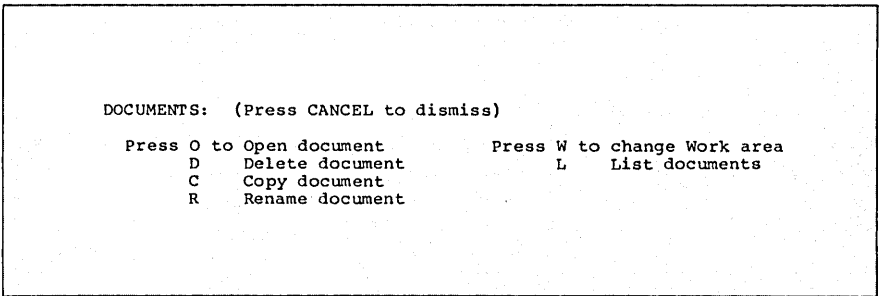 DOCUMENTS: (Press CANCEL to dismiss)
Press O to Open document Press W to change Work area
D Delete document L List documents
C Copy document
R Rename document